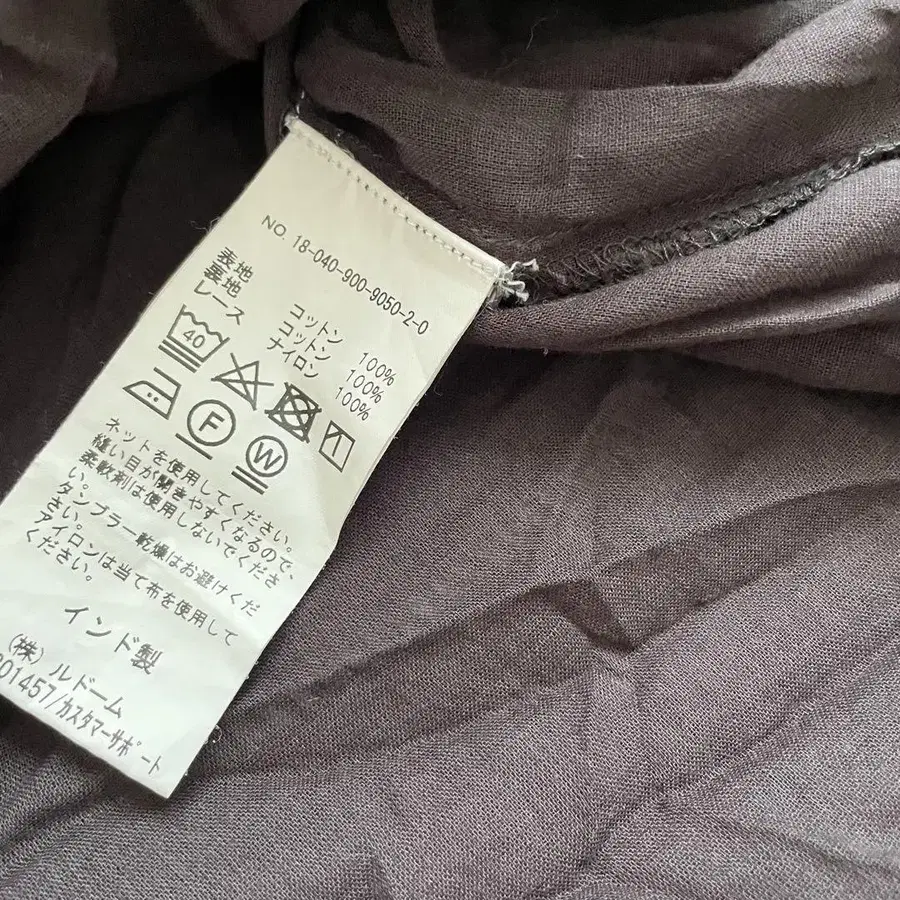 NO. 18-040-900-9050-2-0
表地 コットン 100%
裏地 コットン 100%
レース ナイロン 100%
40
F
W
ネットを使用してください。
縫い目が開きやすくなるので、
柔軟剤は使用しないでくださ
い。
タンブラー乾燥はお避けくだ
さい。
アイロンは当て布を使用して
ください。
インド製
(株)ルドーム
01457/カスタマーサポート